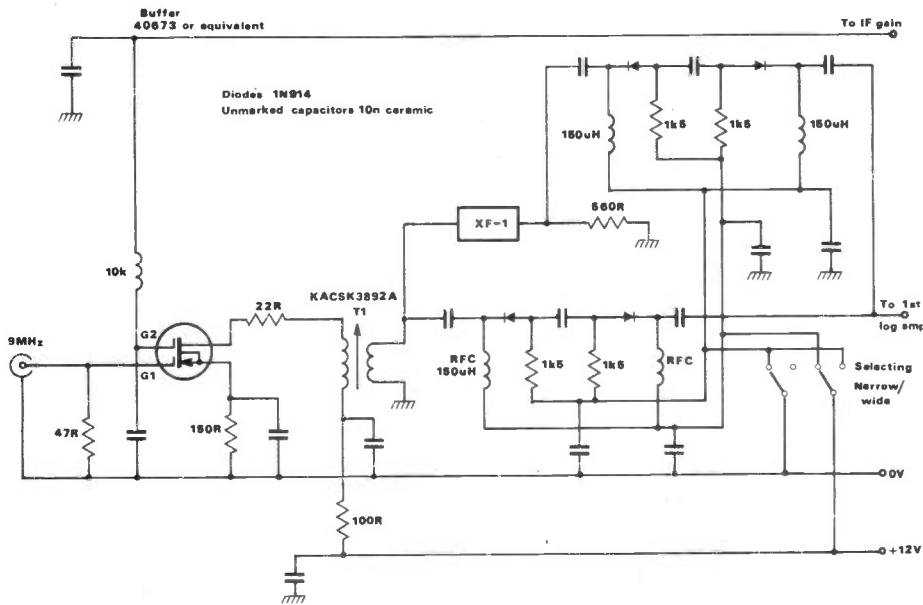 Buffer
40673 or equivalent
To IF gain
Diodes 1N914
Unmarked capacitors 10n ceramic
150uH
1k5
1k5
150uH
XF-1
560R
10k
KACSK3892A
T1
22R
To 1st
log amp
9MHz
G2
G1
RFC
150uH
1k5
1k5
RFC
Selecting
Narrow/
wide
47R
150R
0V
100R
+12V